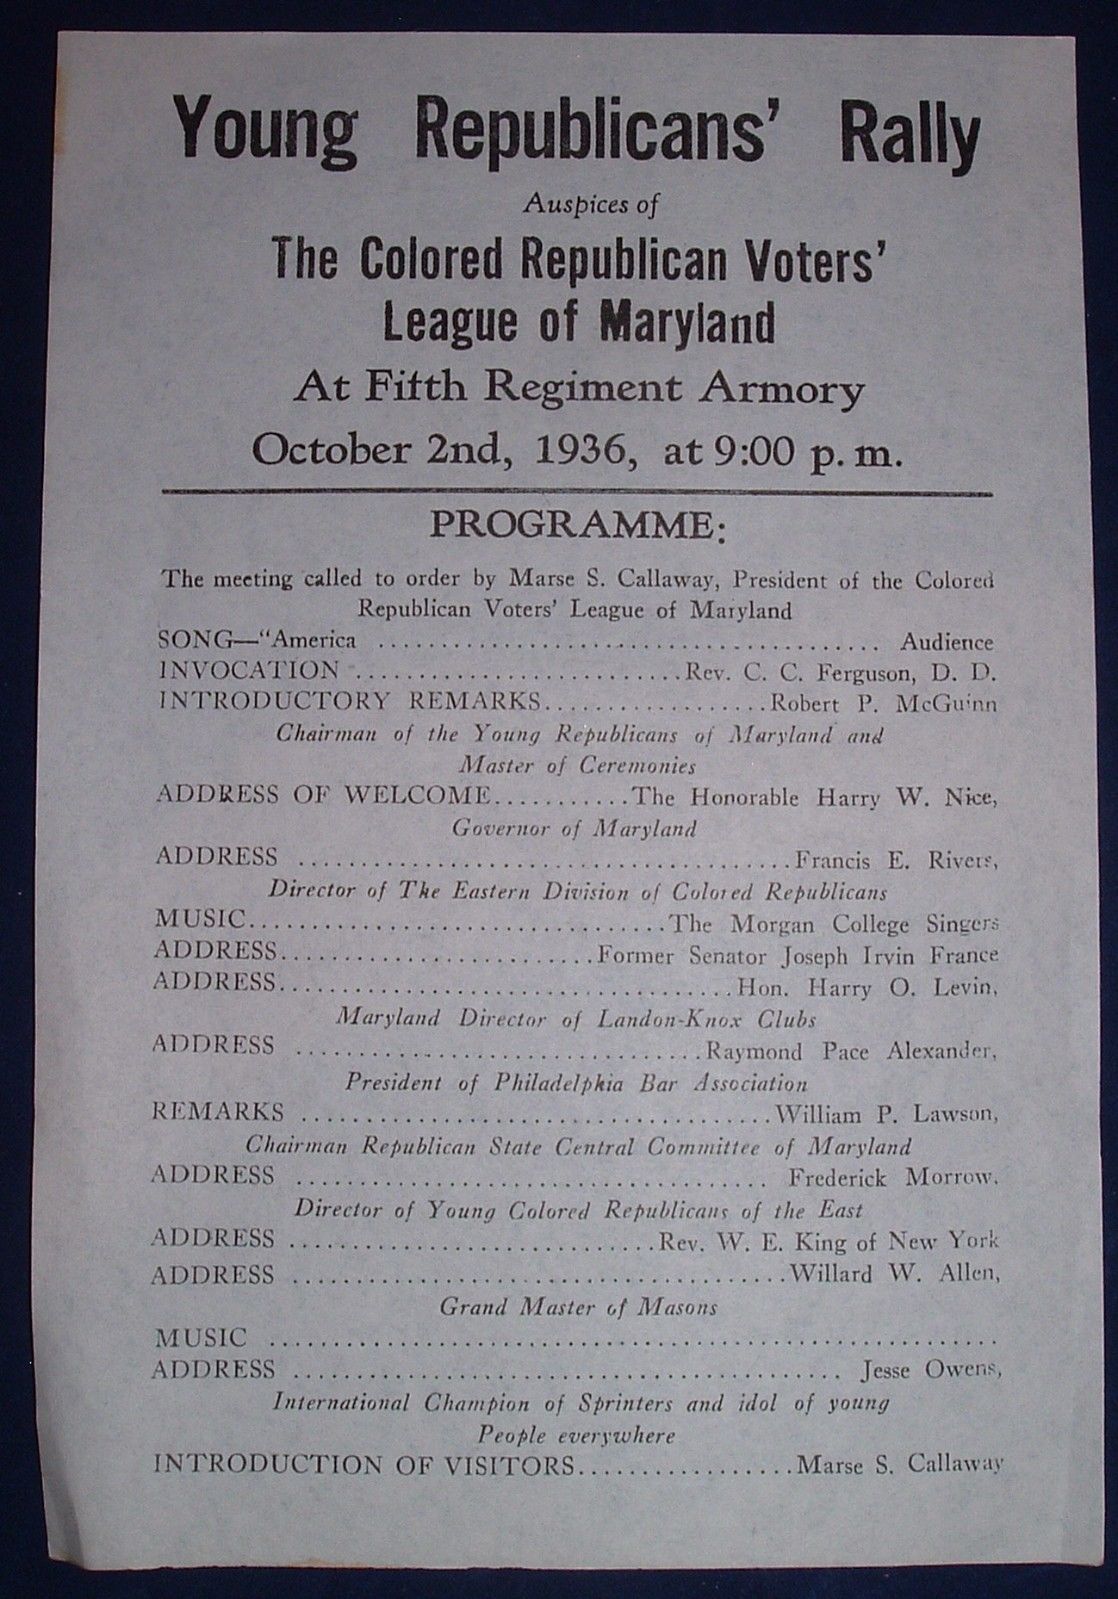 Young Republicans' Rally
Auspices of
The Colored Republican Voters'
League of Maryland
At Fifth Regiment Armory
October 2nd, 1936, at 9:00 p. m.
PROGRAMME:
The meeting called to order by Marse S. Callaway, President of the Colored
Republican Voters' League of Maryland
SONG—"America ........................................ Audience
INVOCATION ...........................Rev. C. C. Ferguson, D. D.
INTRODUCTORY REMARKS..................Robert P. McGuinn
Chairman of the Young Republicans of Maryland and
Master of Ceremonies
ADDRESS OF WELCOME...........The Honorable Harry W. Nice,
Governor of Maryland
ADDRESS .......................................Francis E. Rivers,
Director of The Eastern Division of Colored Republicans
MUSIC.................................The Morgan College Singers
ADDRESS.........................Former Senator Joseph Irvin France
ADDRESS....................................Hon. Harry O. Levin,
Maryland Director of Landon-Knox Clubs
ADDRESS ................................Raymond Pace Alexander,
President of Philadelphia Bar Association
REMARKS .....................................William P. Lawson,
Chairman Republican State Central Committee of Maryland
ADDRESS ...................................... Frederick Morrow,
Director of Young Colored Republicans of the East
ADDRESS .............................Rev. W. E. King of New York
ADDRESS .......................................Willard W. Allen,
Grand Master of Masons
MUSIC ..........................................................
ADDRESS ............................................ Jesse Owens,
International Champion of Sprinters and idol of young
People everywhere
INTRODUCTION OF VISITORS.................Marse S. Callaway